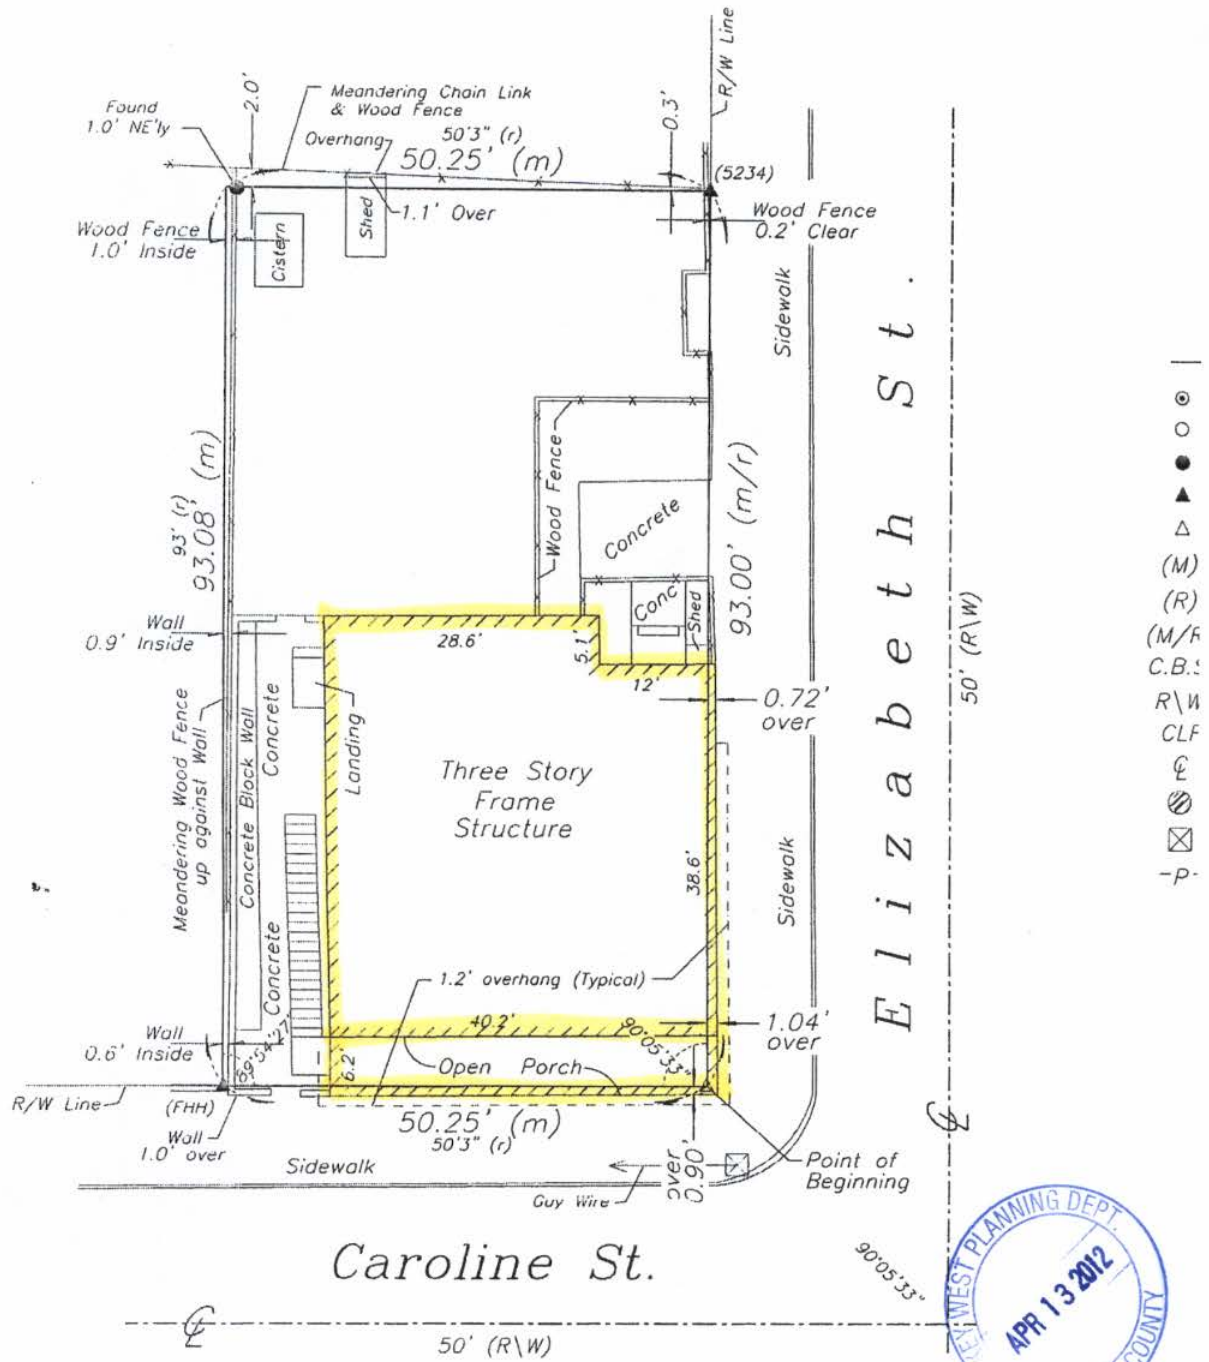 R/W Line
2.0'
Meandering Chain Link
& Wood Fence
Found
1.0' NE'ly
Overhang
50'3" (r)
50.25' (m)
0.3'
(5234)
1.1' Over
Shed
Cistern
Wood Fence
1.0' Inside
Wood Fence
0.2' Clear
Sidewalk
Elizabeth St.
93' (r)
93.08' (m)
Wood Fence
Concrete
93.00' (m/r)
50' (R\W)
(M)
(R)
(M/R
C.B.S
R\W
CLF
-P-
Conc
Shed
Wall
0.9' Inside
28.6'
5.1'
12'
0.72'
over
Meandering Wood Fence
up against Wall
Concrete Block Wall
Concrete
Landing
Three Story
Frame
Structure
38.6'
Sidewalk
Concrete
1.2' overhang (Typical)
40.2'
90°05'33"
1.04'
over
Wall
0.6' Inside
89°54'27"
6.2'
Open Porch
R/W Line
(FHH)
Wall
1.0' over
50.25' (m)
50'3" (r)
over
0.90'
Sidewalk
Guy Wire
Point of
Beginning
Caroline St.
90°05'33"
50' (R\W)
KEY WEST PLANNING DEPT.
APR 13 2012
COUNTY